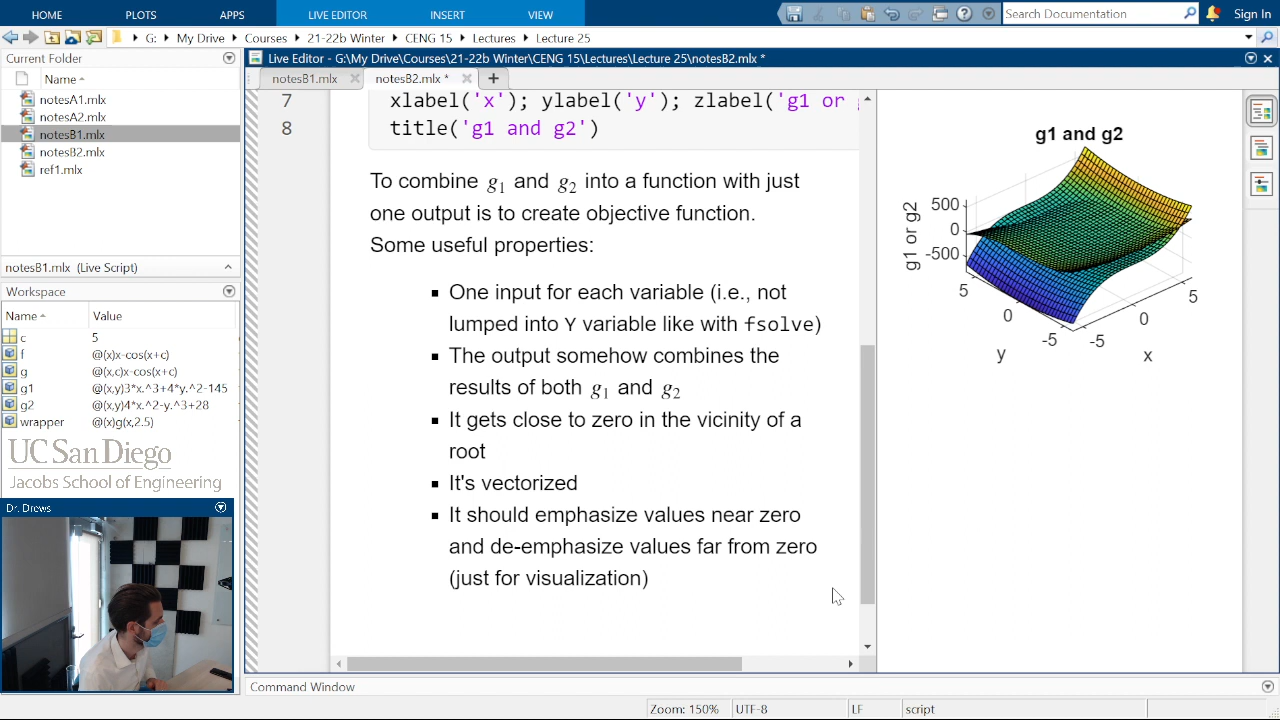 HOME PLOTS APPS LIVE EDITOR INSERT VIEW Search Documentation Sign In
G: My Drive Courses 21-22b Winter CENG 15 Lectures Lecture 25
Current Folder
Name
notesA1.mlx
notesA2.mlx
notesB1.mlx
notesB2.mlx
ref1.mlx
notesB1.mlx (Live Script)
Workspace
Name Value
c 5
f @(x)x-cos(x+c)
g @(x,c)x-cos(x+c)
g1 @(x,y)3*x.^3+4*y.^2-145
g2 @(x,y)4*x.^2-y.^3+28
wrapper @(x)g(x,2.5)
UC San Diego
Jacobs School of Engineering
Dr. Drews
Live Editor - G:\My Drive\Courses\21-22b Winter\CENG 15\Lectures\Lecture 25\notesB2.mlx *
notesB1.mlx notesB2.mlx * +
7 xlabel('x'); ylabel('y'); zlabel('g1 or
8 title('g1 and g2')
To combine g1 and g2 into a function with just
one output is to create objective function.
Some useful properties:
▪ One input for each variable (i.e., not
lumped into Y variable like with fsolve)
▪ The output somehow combines the
results of both g1 and g2
▪ It gets close to zero in the vicinity of a
root
▪ It's vectorized
▪ It should emphasize values near zero
and de-emphasize values far from zero
(just for visualization)
g1 and g2
g1 or g2
500
0
-500
5
0
-5
y
-5
0
5
x
Command Window
Zoom: 150% UTF-8 LF script